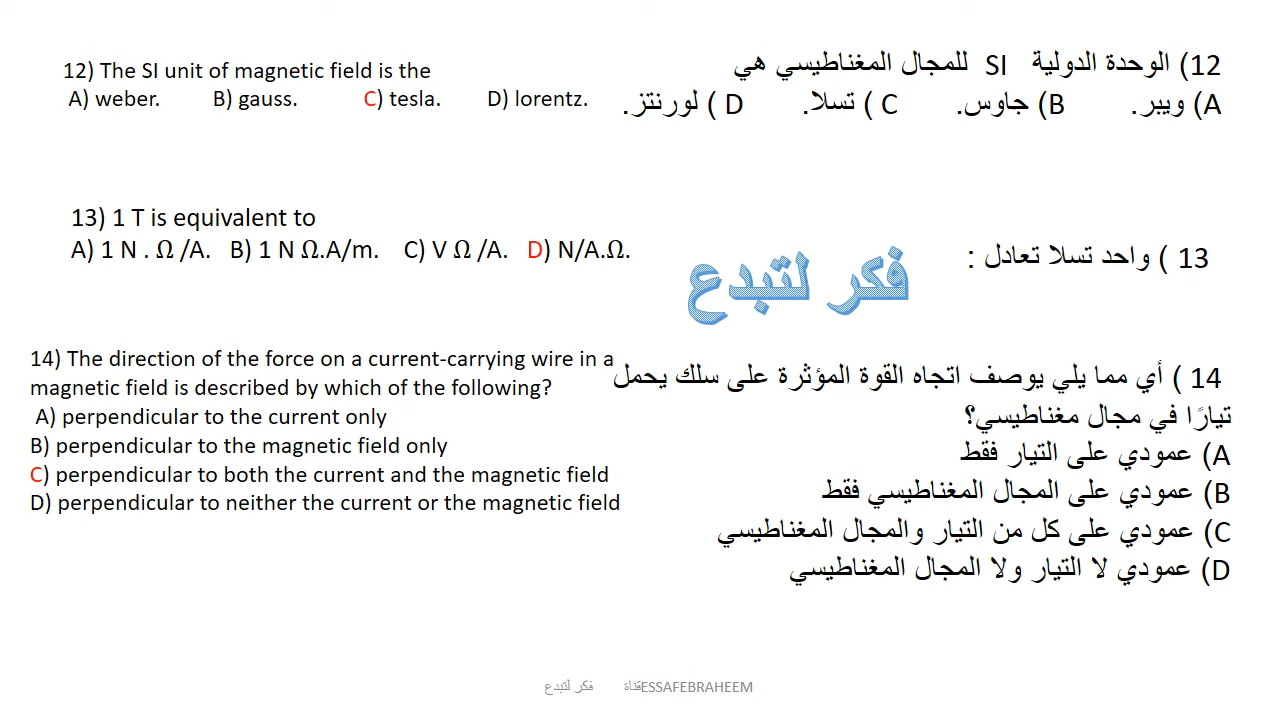 12) The SI unit of magnetic field is the
A) weber. B) gauss. C) tesla. D) lorentz.
12) الوحدة الدولية SI للمجال المغناطيسي هي
A) ويبر. B) جاوس. C ) تسلا. D ) لورنتز.
13) 1 T is equivalent to
A) 1 N . Ω /A. B) 1 N Ω.A/m. C) V Ω /A. D) N/A.Ω.
13 ) واحد تسلا تعادل :
فكر لتبدع
14) The direction of the force on a current-carrying wire in a
magnetic field is described by which of the following?
A) perpendicular to the current only
B) perpendicular to the magnetic field only
C) perpendicular to both the current and the magnetic field
D) perpendicular to neither the current or the magnetic field
14 ) أي مما يلي يوصف اتجاه القوة المؤثرة على سلك يحمل
تيارًا في مجال مغناطيسي؟
A) عمودي على التيار فقط
B) عمودي على المجال المغناطيسي فقط
C) عمودي على كل من التيار والمجال المغناطيسي
D) عمودي لا التيار ولا المجال المغناطيسي
فكر لتبدع قناةESSAFEBRAHEEM